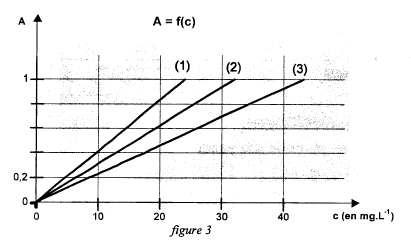 A
A = f(c)
(1)
(2)
(3)
1
0,2
0
0
10
20
30
40
c (en mg.L⁻¹)
figure 3